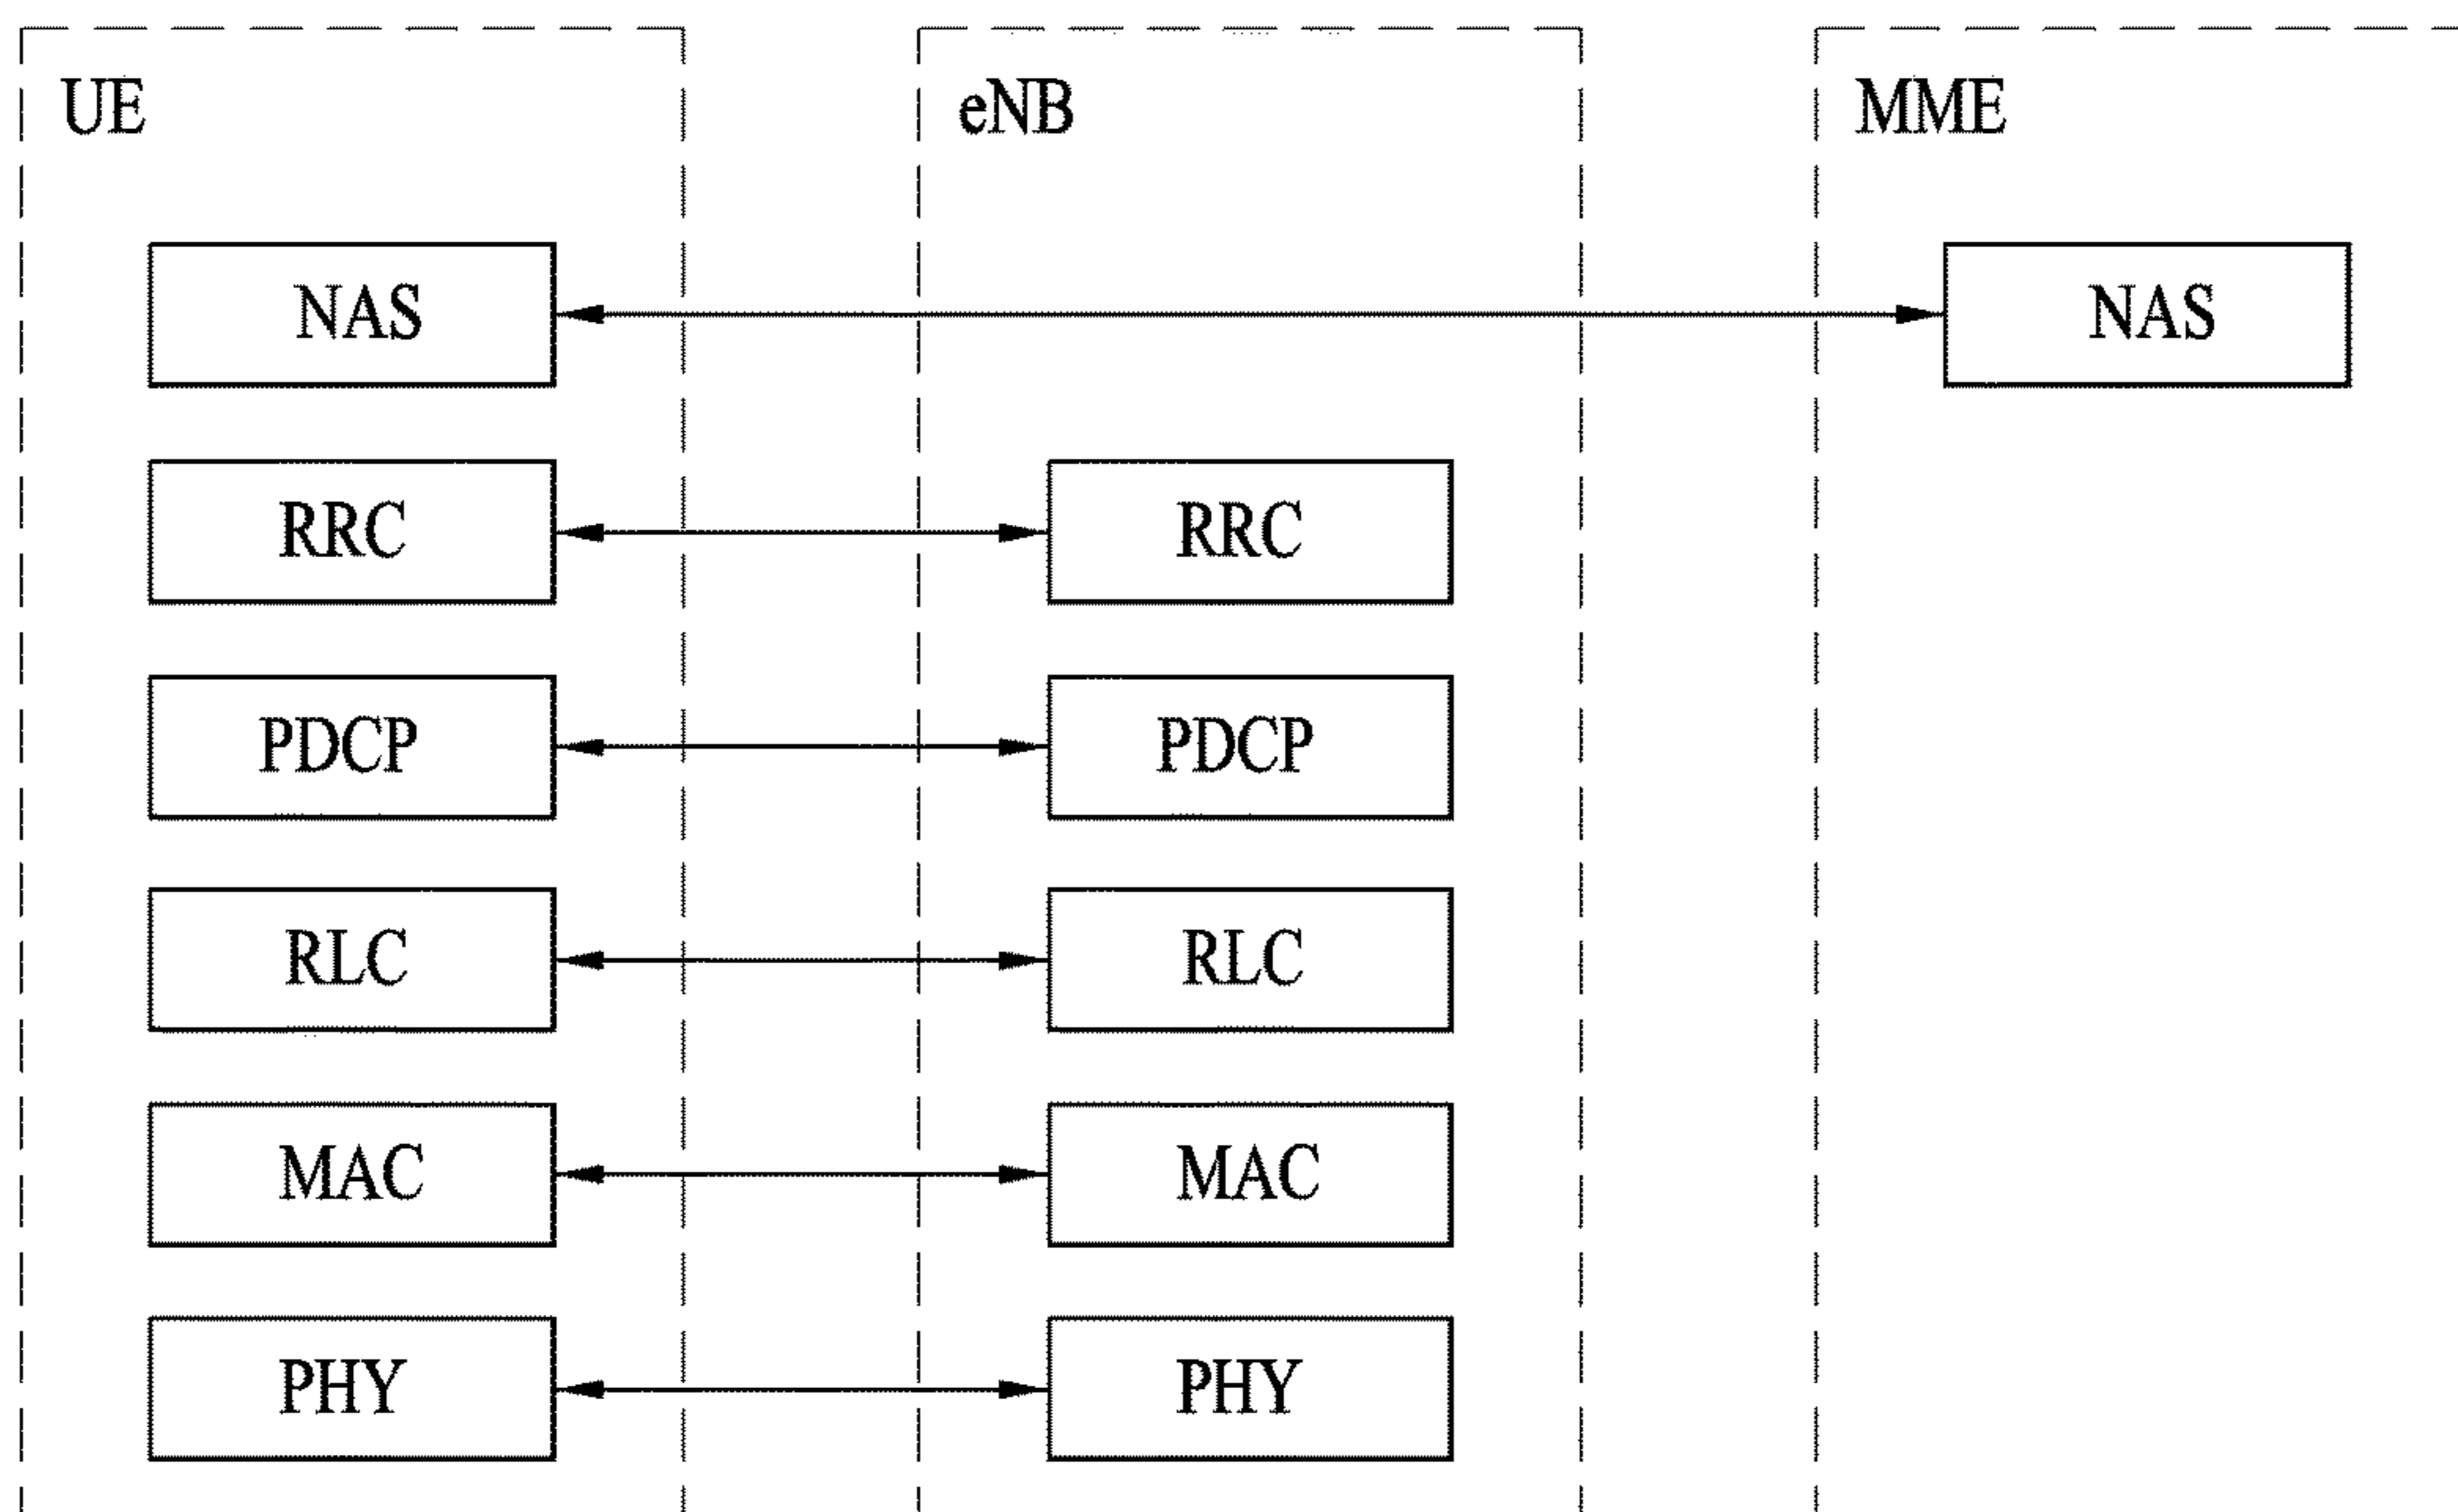 UE eNB MME
NAS NAS
RRC RRC
PDCP PDCP
RLC RLC
MAC MAC
PHY PHY